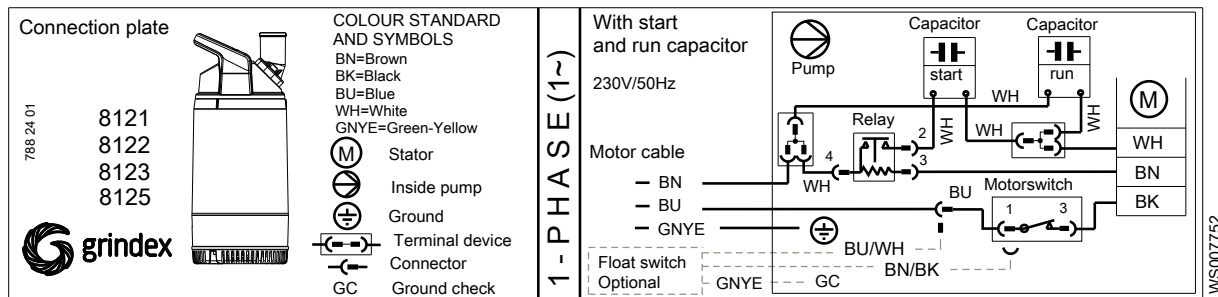 Connection plate
788 24 01
8121
8122
8123
8125
grindex
COLOUR STANDARD
AND SYMBOLS
BN=Brown
BK=Black
BU=Blue
WH=White
GNYE=Green-Yellow
M Stator
Inside pump
Ground
Terminal device
Connector
GC Ground check
1-PHASE (1~)
With start
and run capacitor
230V/50Hz
Motor cable
BN
BU
GNYE
Float switch
Optional
GNYE
GC
Pump
Capacitor
start
Capacitor
run
WH
WH
WH
WH
Relay
2
4
3
WH
M
WH
BN
BK
BU
Motorswitch
1
3
BU/WH
BN/BK
WS007752